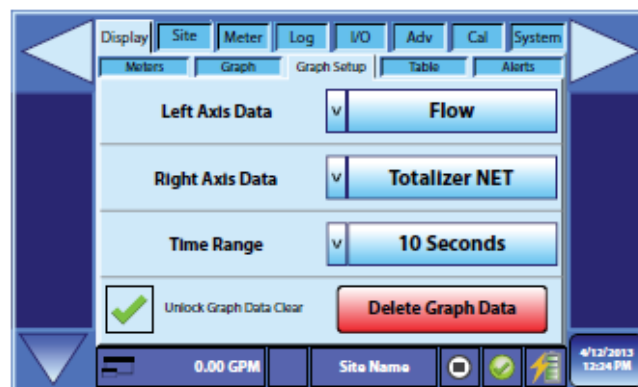 Display Site Meter Log I/O Adv Cal System
Meters Graph Graph Setup Table Alerts
Left Axis Data v Flow
Right Axis Data v Totalizer NET
Time Range v 10 Seconds
Unlock Graph Data Clear Delete Graph Data
0.00 GPM Site Name 4/12/2013
12:24 PM